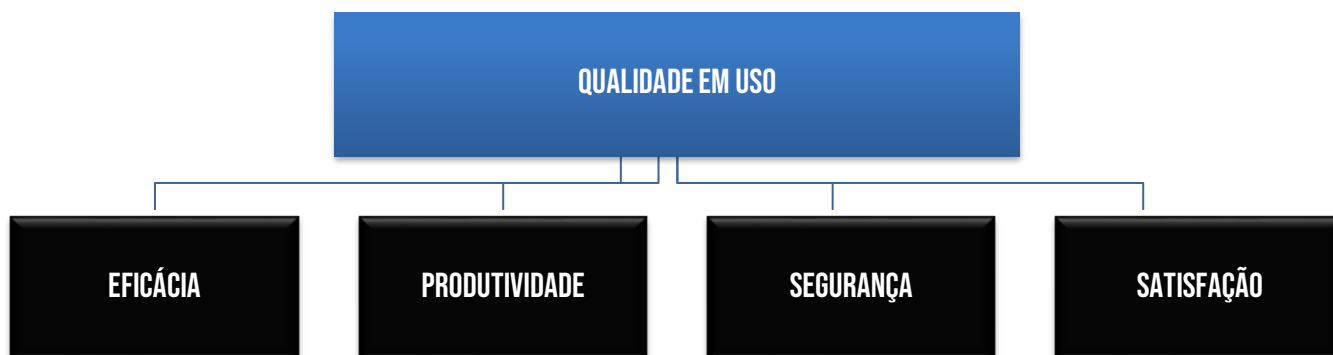 QUALIDADE EM USO
EFICÁCIA
PRODUTIVIDADE
SEGURANÇA
SATISFAÇÃO